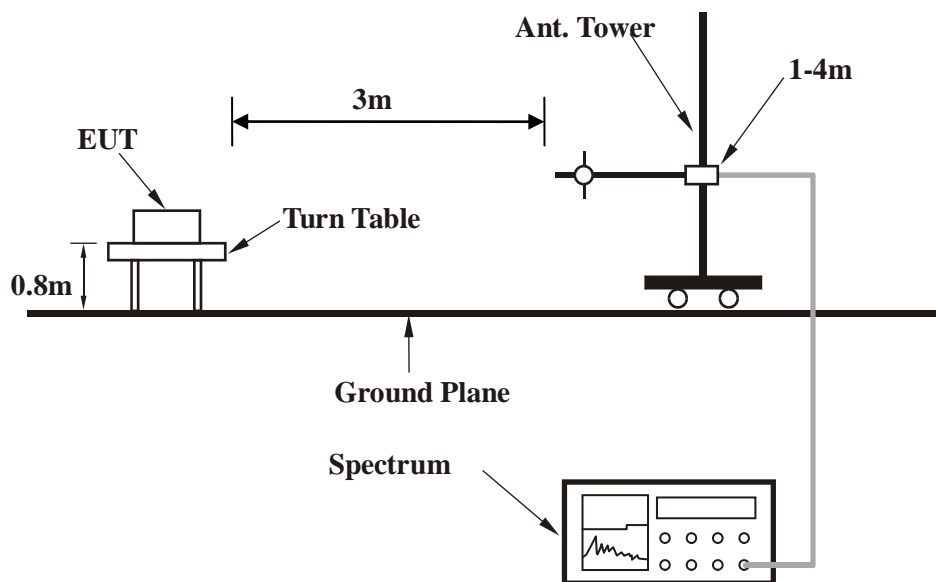 Ant. Tower
1-4m
3m
EUT
Turn Table
0.8m
Ground Plane
Spectrum